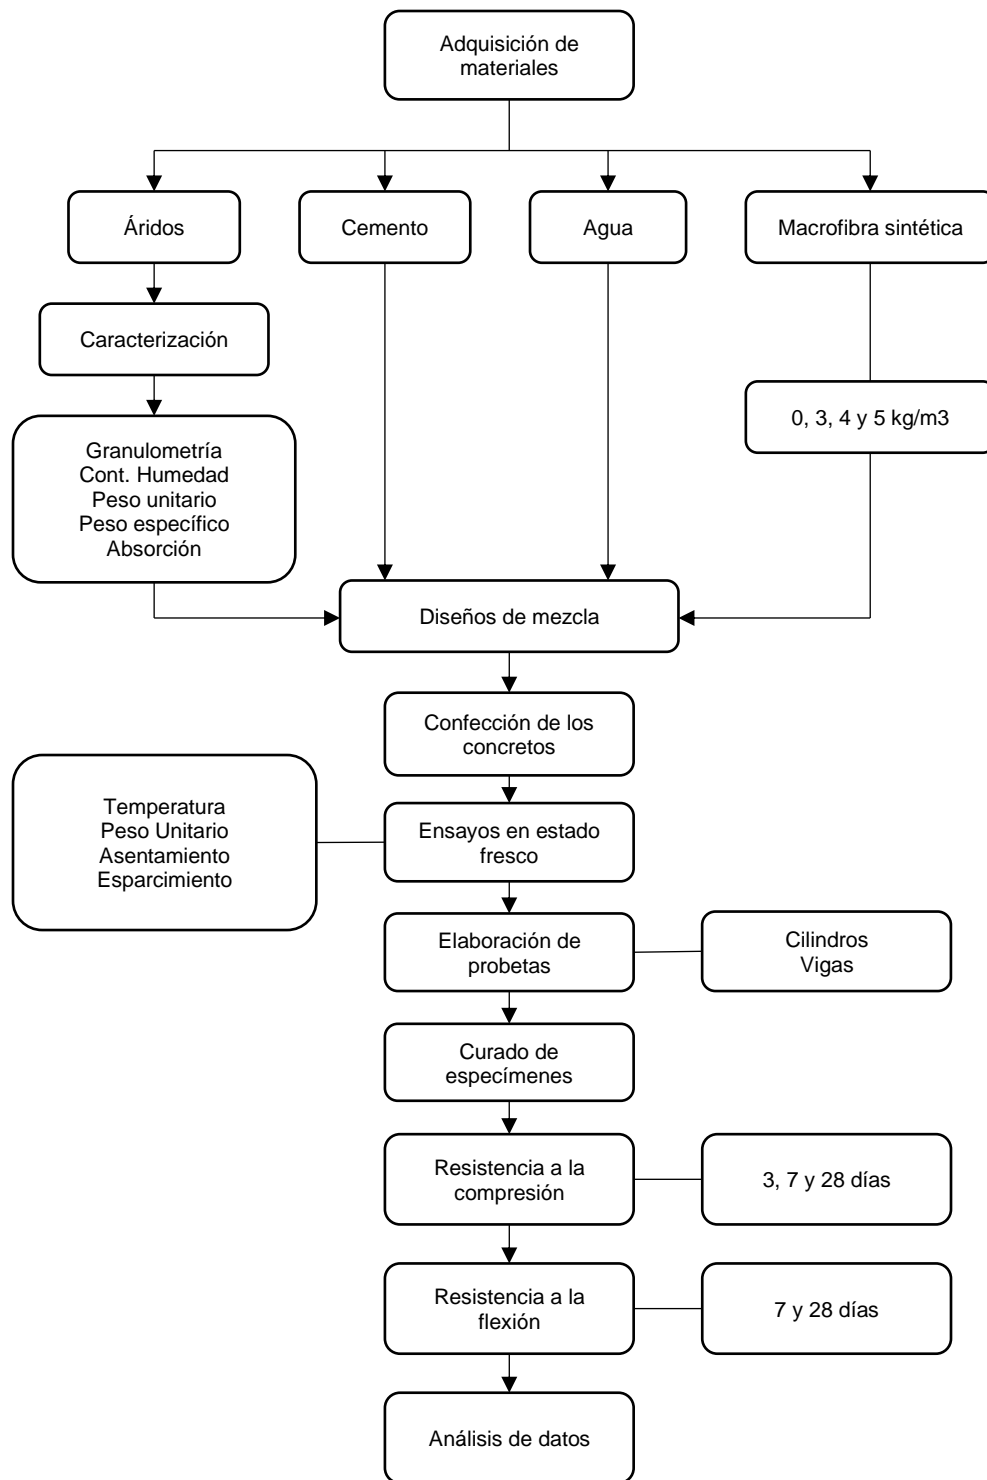 Adquisición de
materiales
Áridos
Cemento
Agua
Macrofibra sintética
Caracterización
0, 3, 4 y 5 kg/m3
Granulometría
Cont. Humedad
Peso unitario
Peso específico
Absorción
Diseños de mezcla
Confección de los
concretos
Temperatura
Peso Unitario
Asentamiento
Esparcimiento
Ensayos en estado
fresco
Elaboración de
probetas
Cilindros
Vigas
Curado de
especímenes
Resistencia a la
compresión
3, 7 y 28 días
Resistencia a la
flexión
7 y 28 días
Análisis de datos